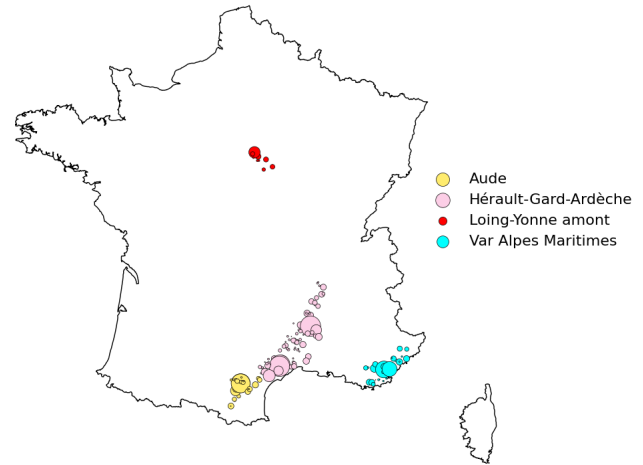 Aude
Hérault-Gard-Ardèche
Loing-Yonne amont
Var Alpes Maritimes